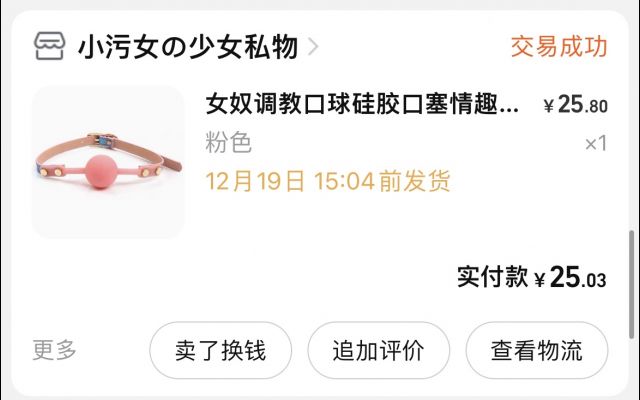 小污女の少女私物 >
交易成功
女奴调教口球硅胶口塞情趣... ¥25.80
粉色 ×1
12月19日 15:04前发货
实付款 ¥25.03
更多 卖了换钱 追加评价 查看物流